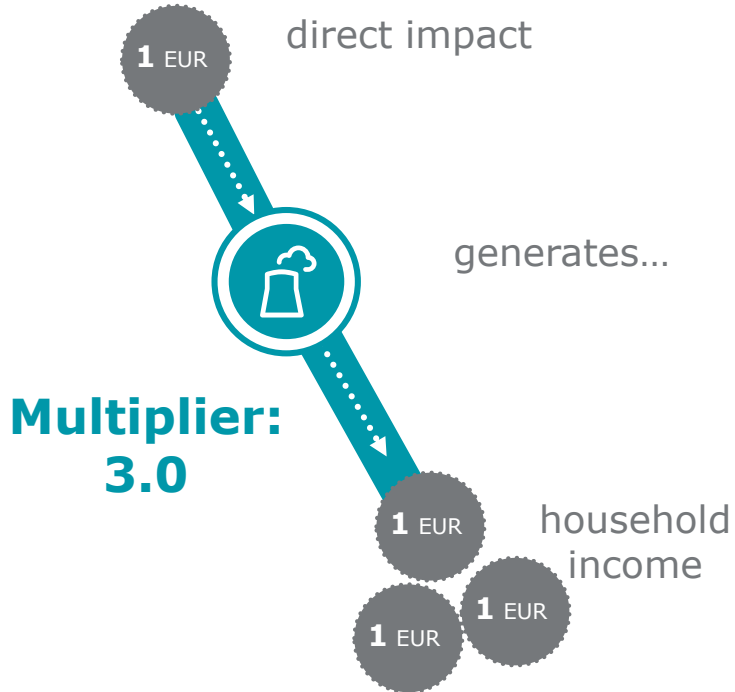 1 EUR
direct impact
generates...
Multiplier:
3.0
1 EUR
household
income
1 EUR
1 EUR